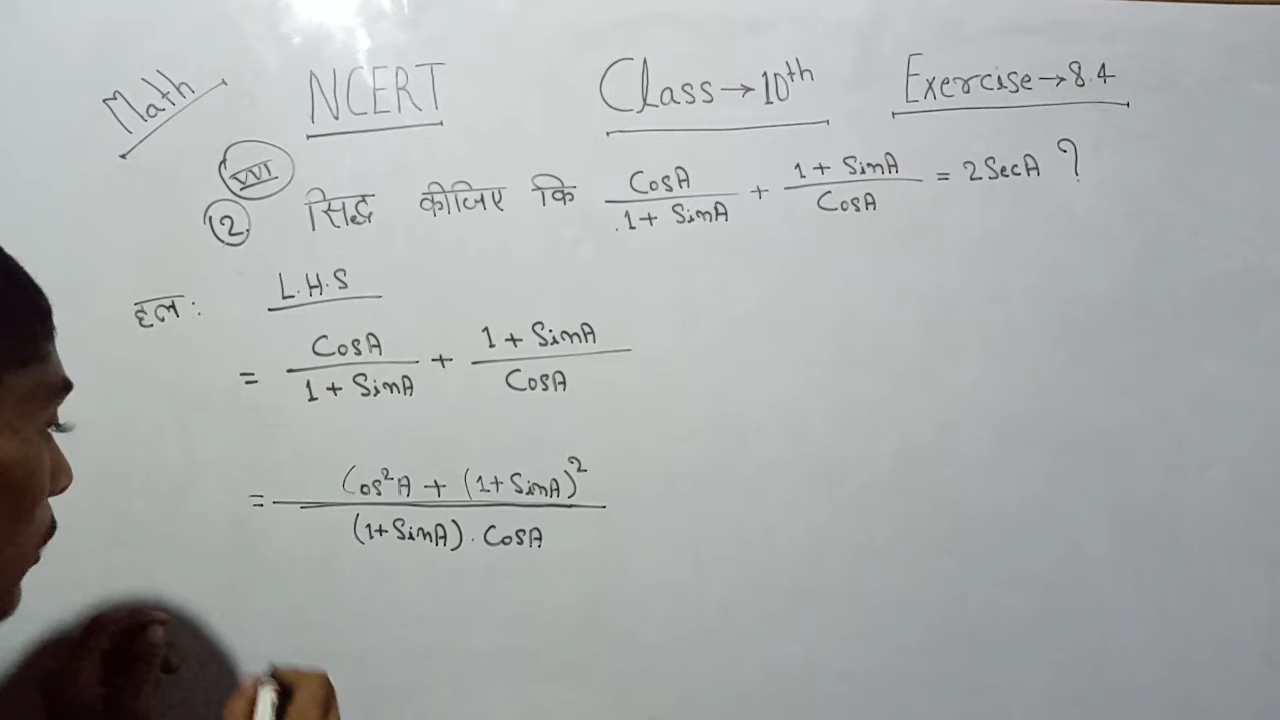 Math NCERT Class→10th Exercise→8.4
VVI
(2) सिद्ध कीजिए कि CosA/1+SinA + 1+SinA/CosA = 2SecA ?
हल: L.H.S
= CosA/1+SinA + 1+SinA/CosA
= Cos²A + (1+SinA)²/(1+SinA).CosA